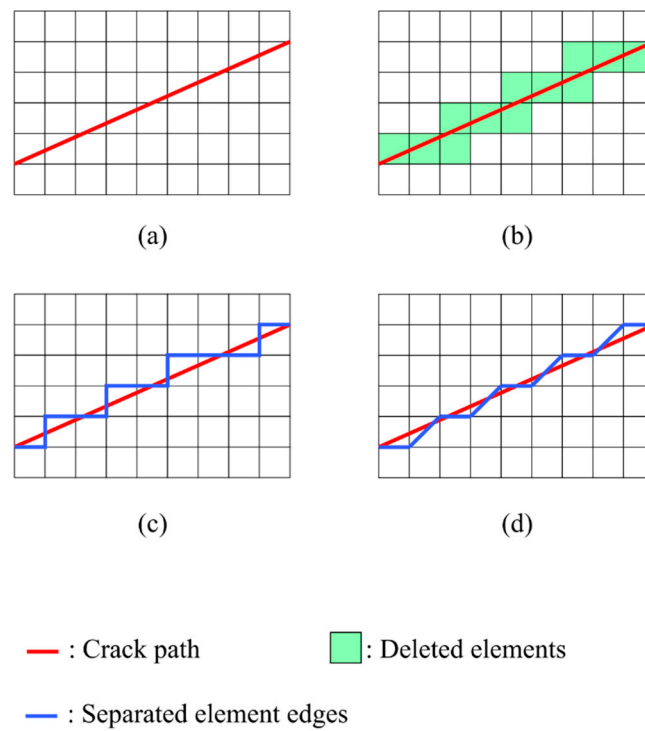 (a)
(b)
(c)
(d)
: Crack path
: Deleted elements
: Separated element edges